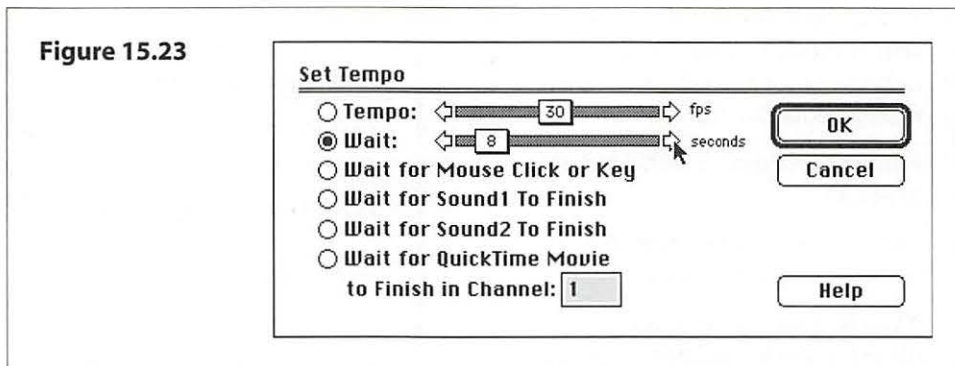 Figure 15.23
Set Tempo
Tempo: 30 fps
Wait: 8 seconds
Wait for Mouse Click or Key
Wait for Sound1 To Finish
Wait for Sound2 To Finish
Wait for QuickTime Movie
to Finish in Channel: 1
OK
Cancel
Help